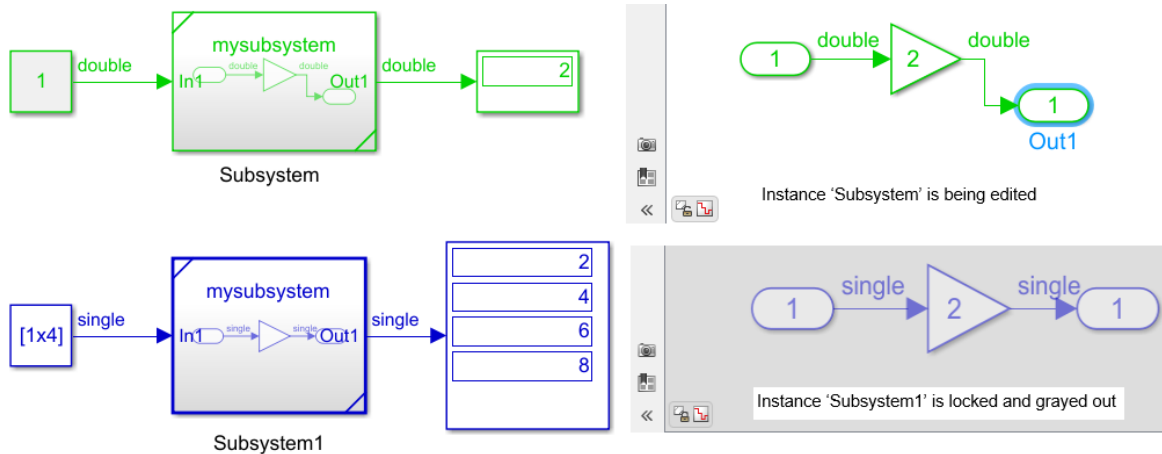 mysubsystem
1
double
In1
double
double
Out1
double
2
Subsystem
double
double
1
2
1
Out1
Instance ‘Subsystem’ is being edited
mysubsystem
[1x4]
single
In1
single
single
Out1
single
2
4
6
8
Subsystem1
single
single
1
2
1
Instance ‘Subsystem1’ is locked and grayed out